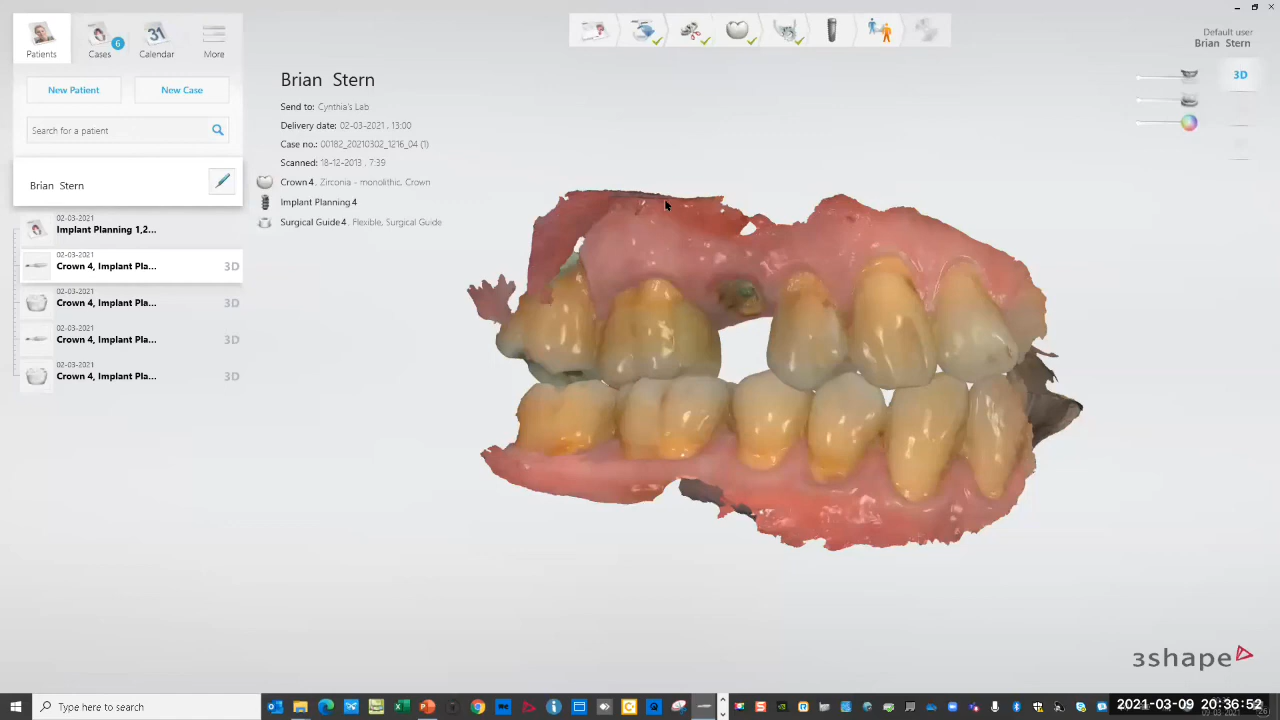 Patients
Cases
6
31
Calendar
More
New Patient
New Case
Search for a patient
Brian Stern
02-03-2021
Implant Planning 1,2...
02-03-2021
Crown 4, Implant Pla...
3D
02-03-2021
Crown 4, Implant Pla...
3D
02-03-2021
Crown 4, Implant Pla...
3D
02-03-2021
Crown 4, Implant Pla...
3D
Brian Stern
Send to: Cynthia's Lab
Delivery date: 02-03-2021 , 13:00
Case no.: 00182_20210302_1216_04 (1)
Scanned: 18-12-2013 , 7:39
Crown 4, Zirconia - monolithic, Crown
Implant Planning 4
Surgical Guide 4, Flexible, Surgical Guide
Default user
Brian Stern
3D
3shape
Type here to search
2021-03-09 20:36:52